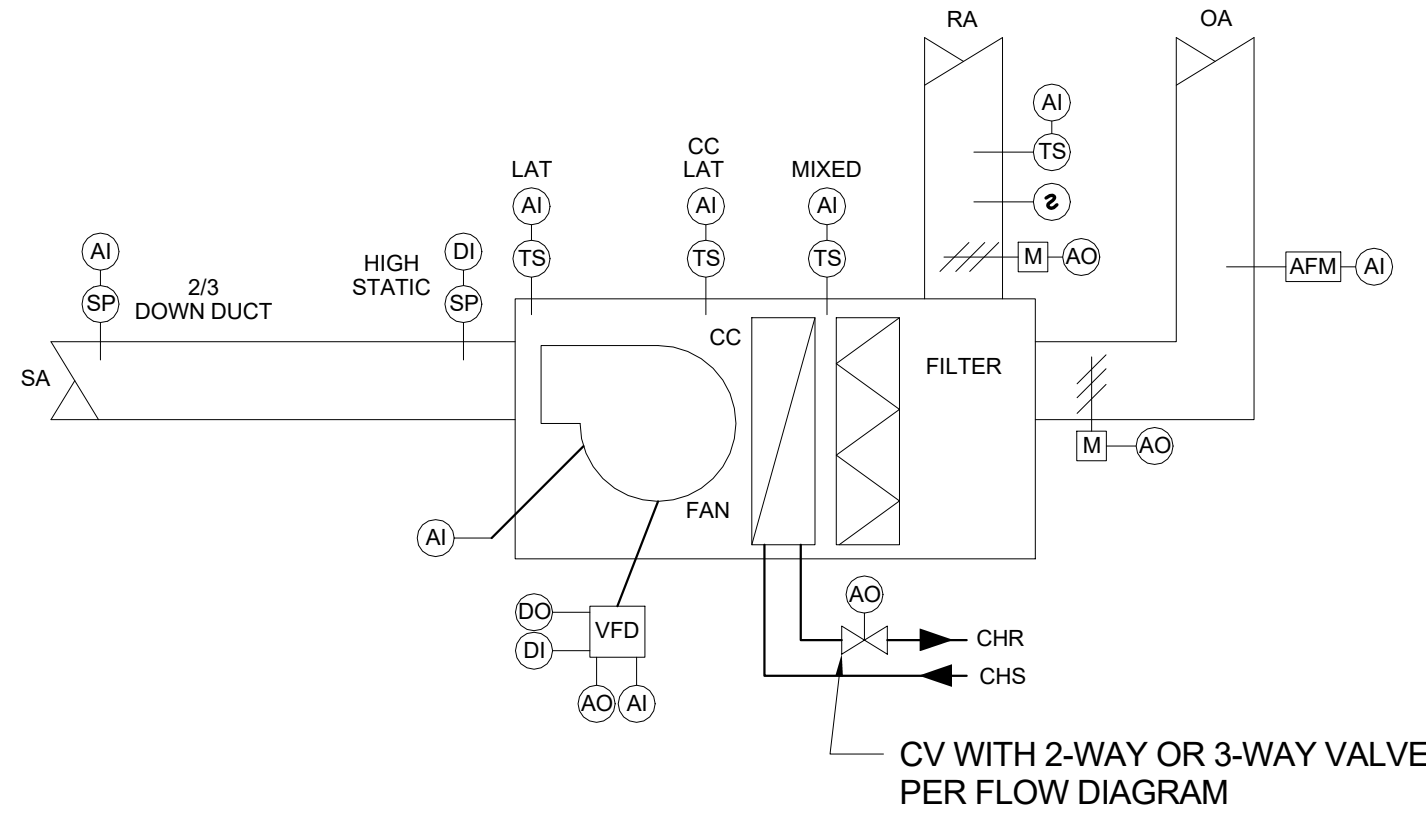 RA
OA
AI
TS
M
AO
AFM
AI
M
AO
LAT
AI
TS
CC
LAT
AI
TS
MIXED
AI
TS
AI
SP
2/3
DOWN DUCT
HIGH
STATIC
DI
SP
SA
CC
FILTER
FAN
AI
DO
DI
VFD
AO
AI
AO
CHR
CHS
CV WITH 2-WAY OR 3-WAY VALVE
PER FLOW DIAGRAM